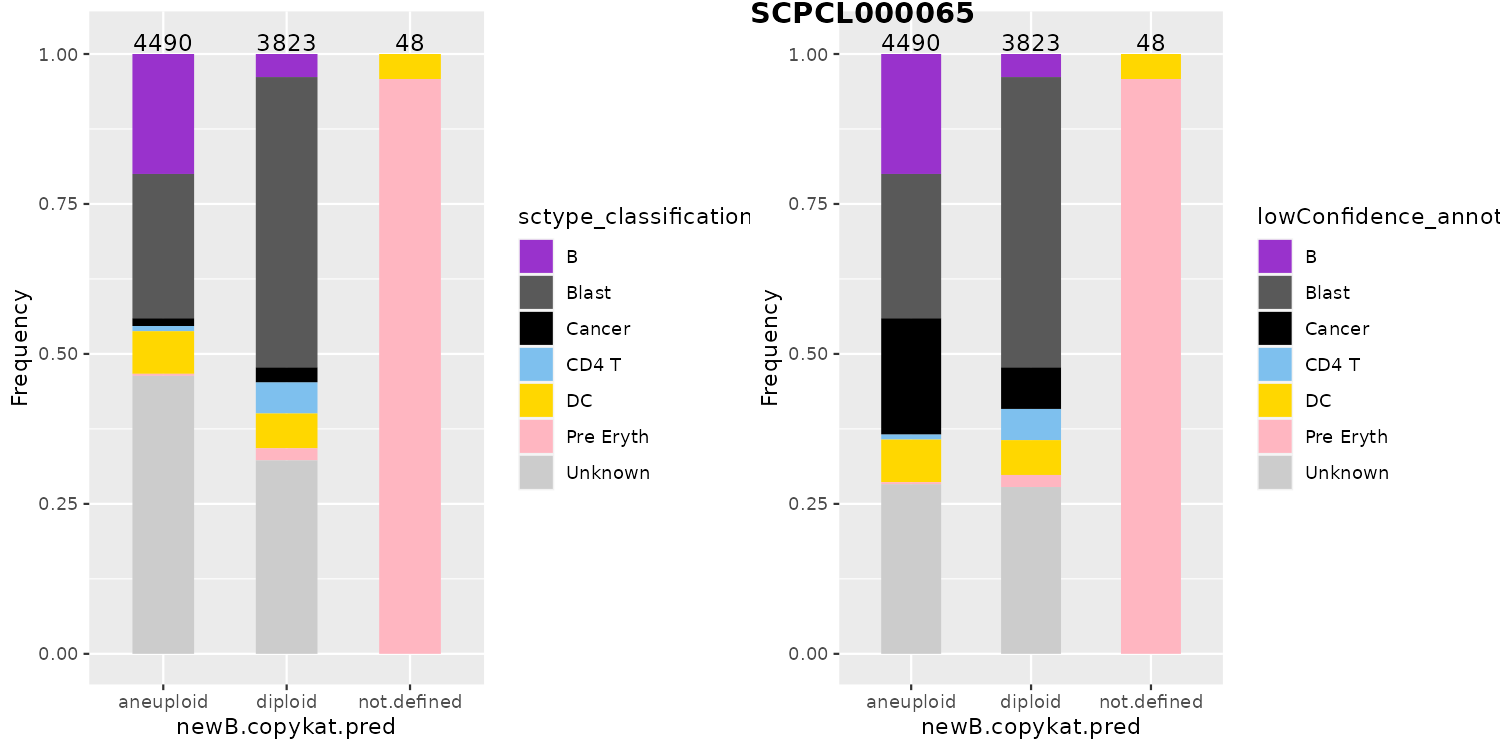 SCPCL000065
4490 3823 48
1.00
0.75
0.50
0.25
0.00
Frequency
aneuploid diploid not.defined
newB.copykat.pred
sctype_classification
B
Blast
Cancer
CD4 T
DC
Pre Eryth
Unknown
4490 3823 48
1.00
0.75
0.50
0.25
0.00
Frequency
aneuploid diploid not.defined
newB.copykat.pred
lowConfidence_annot
B
Blast
Cancer
CD4 T
DC
Pre Eryth
Unknown